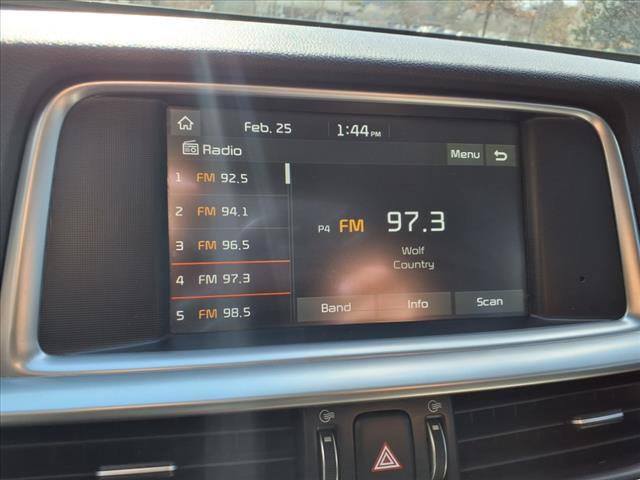 Feb. 25 1:44 PM
Radio
Menu
1 FM 92.5
2 FM 94.1
3 FM 96.5
4 FM 97.3
5 FM 98.5
P4 FM 97.3
Wolf
Country
Band Info Scan